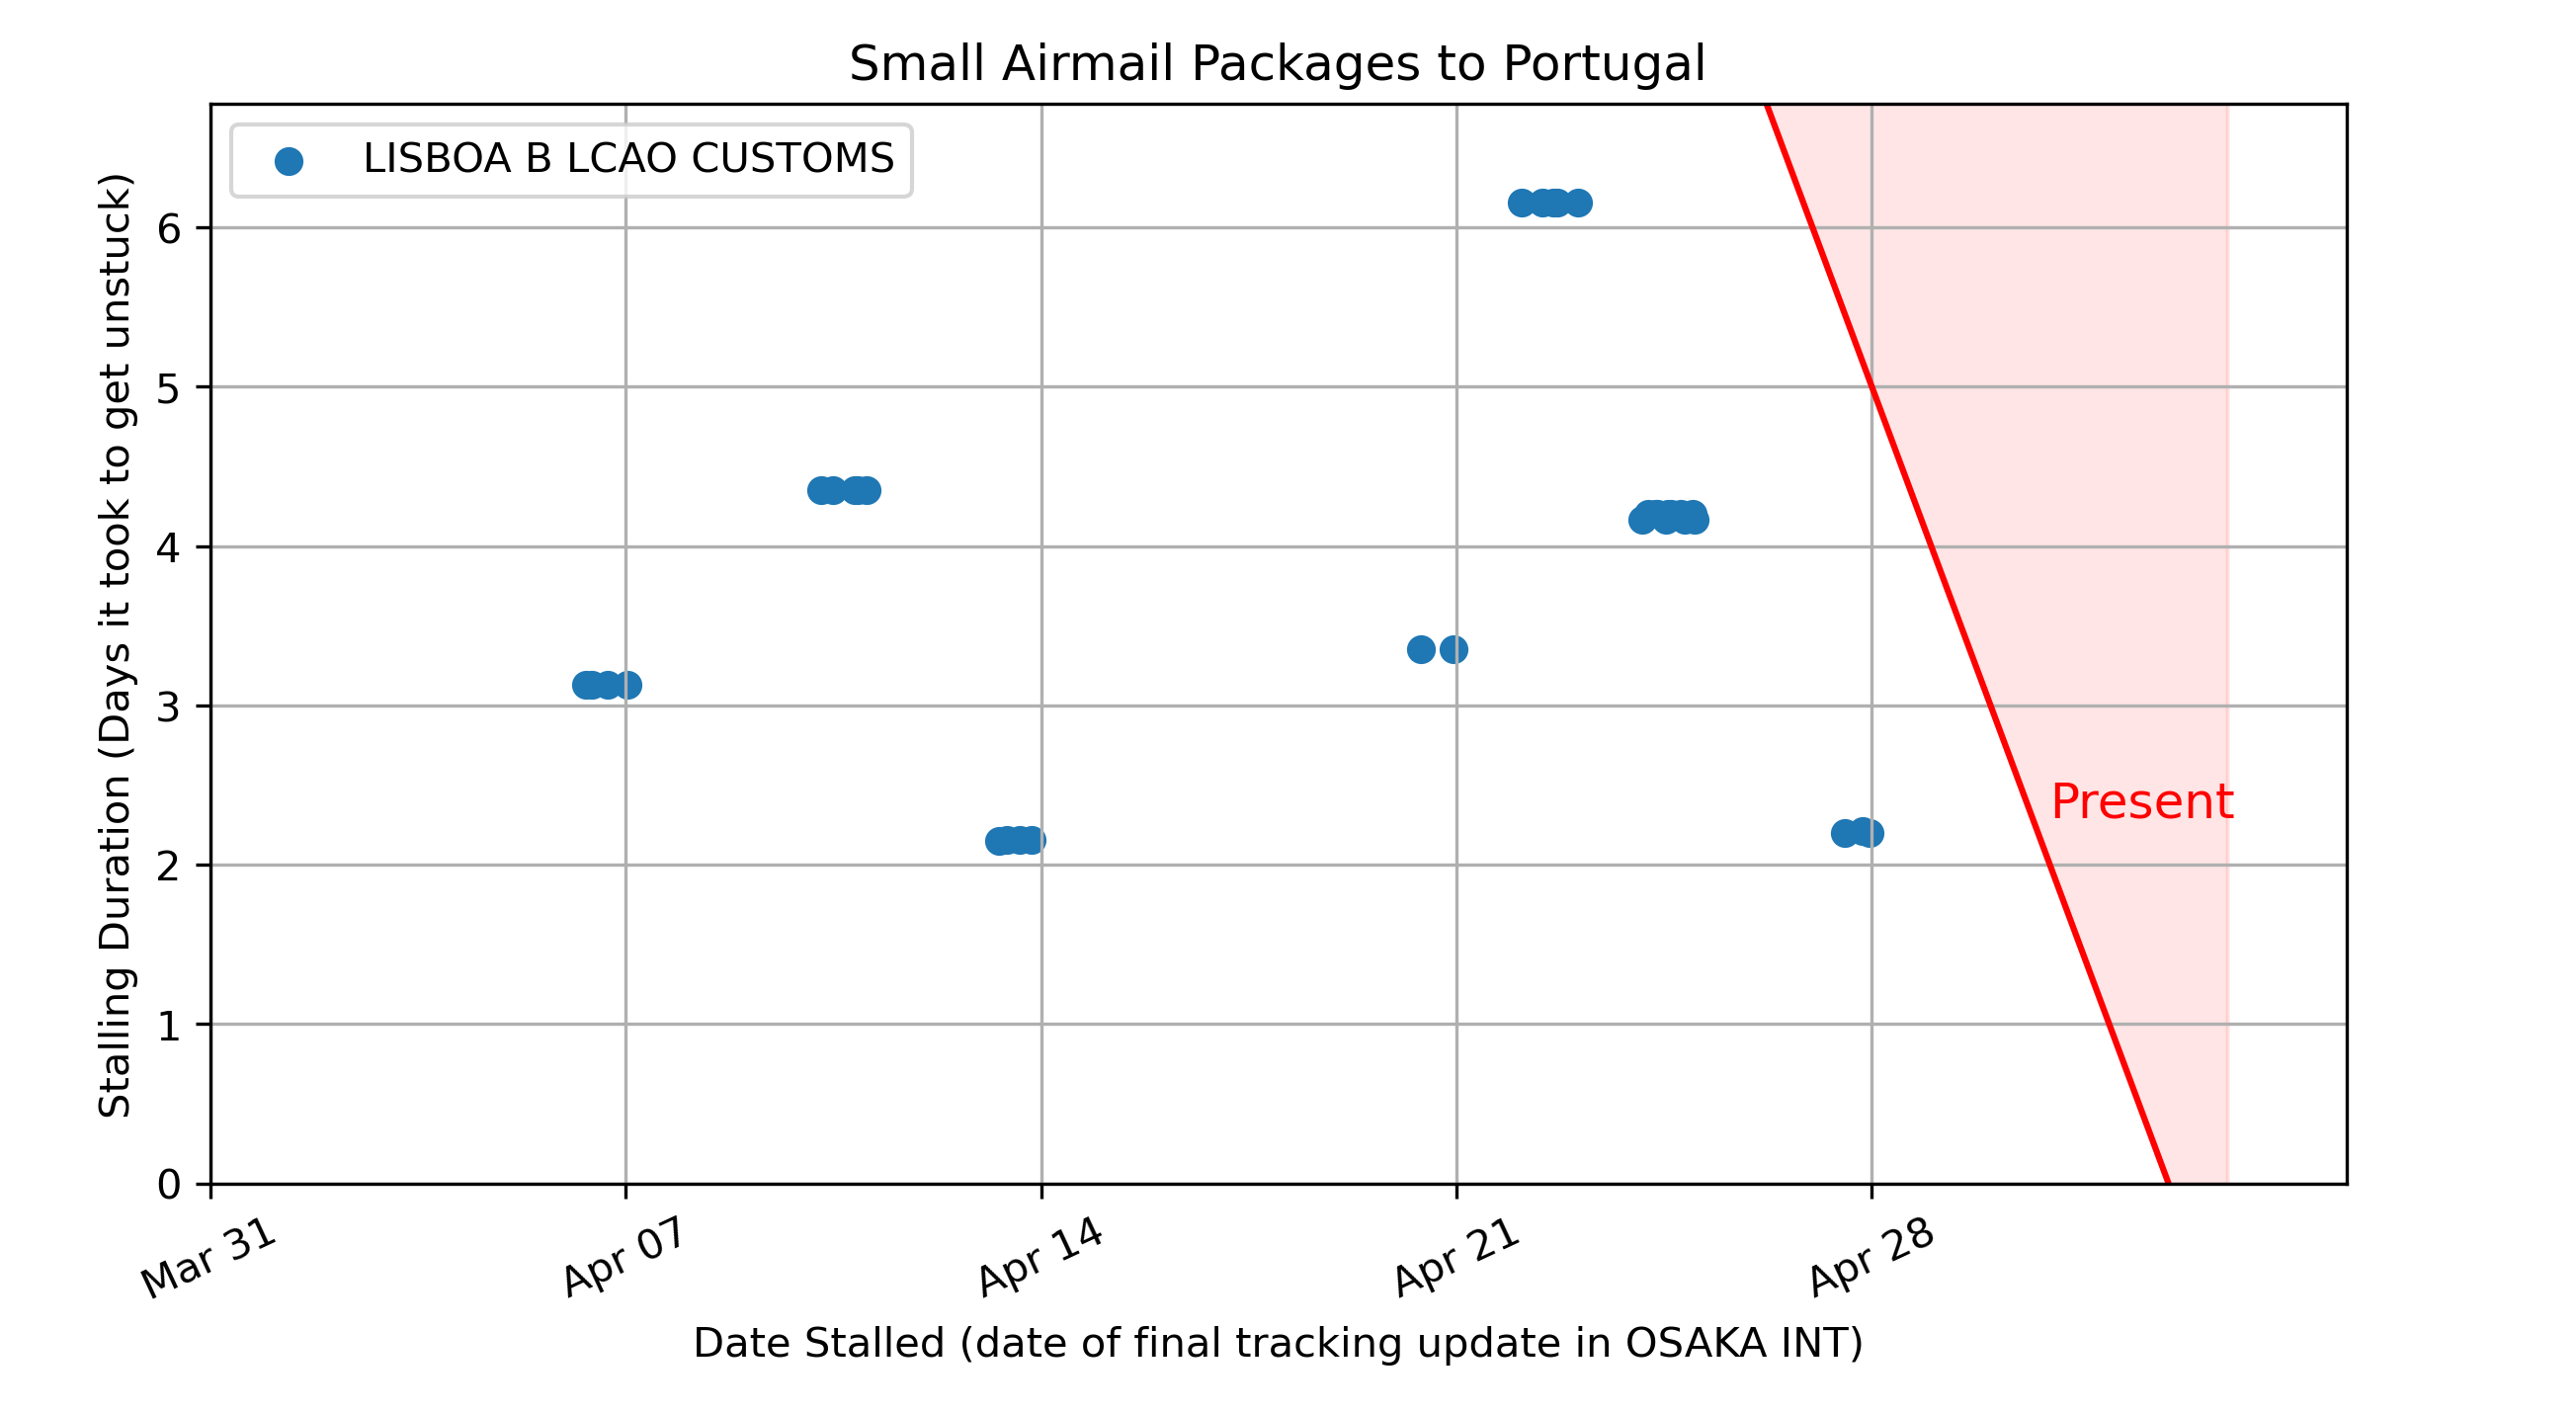 Small Airmail Packages to Portugal
LISBOA B LCAO CUSTOMS
Stalling Duration (Days it took to get unstuck)
6
5
4
3
2
1
0
Present
Mar 31
Apr 07
Apr 14
Apr 21
Apr 28
Date Stalled (date of final tracking update in OSAKA INT)